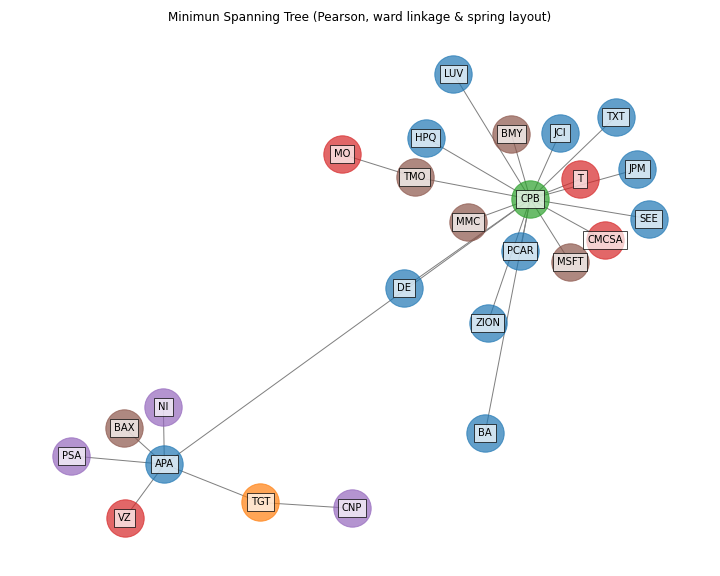 Minimun Spanning Tree (Pearson, ward linkage & spring layout)
LUV
TXT
HPQ
BMY
JCI
MO
TMO
T
JPM
CPB
MMC
SEE
CMCSA
PCAR
MSFT
DE
ZION
NI
BAX
BA
PSA
APA
TGT
CNP
VZ